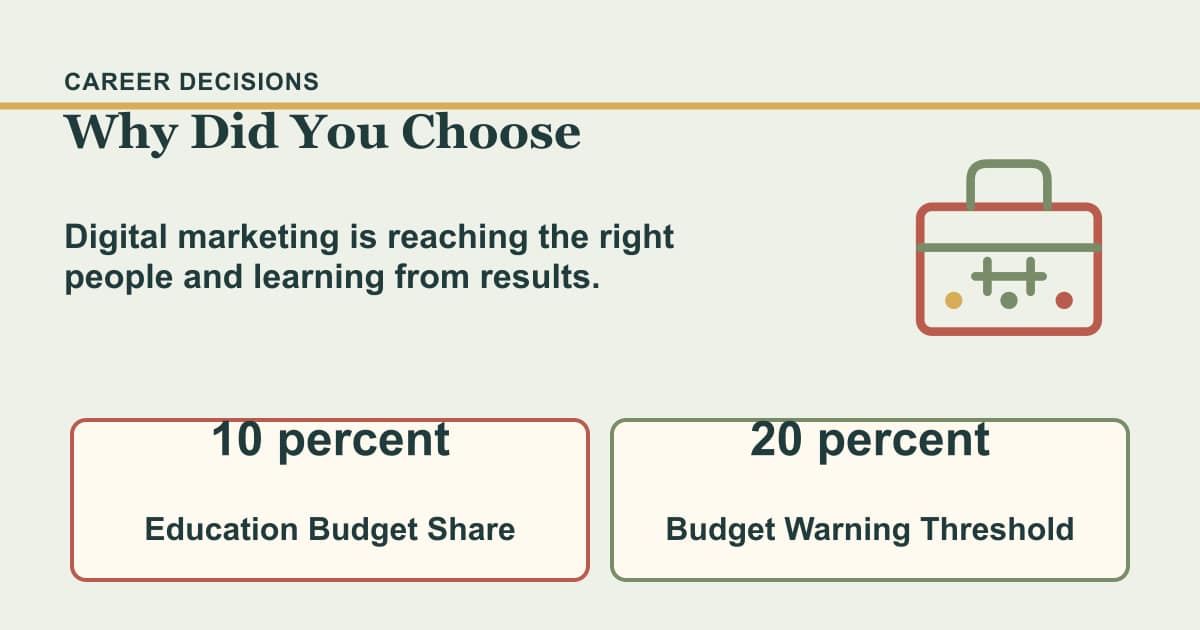 CAREER DECISIONS
Why Did You Choose
Digital marketing is reaching the right
people and learning from results.
10 percent
Education Budget Share
20 percent
Budget Warning Threshold